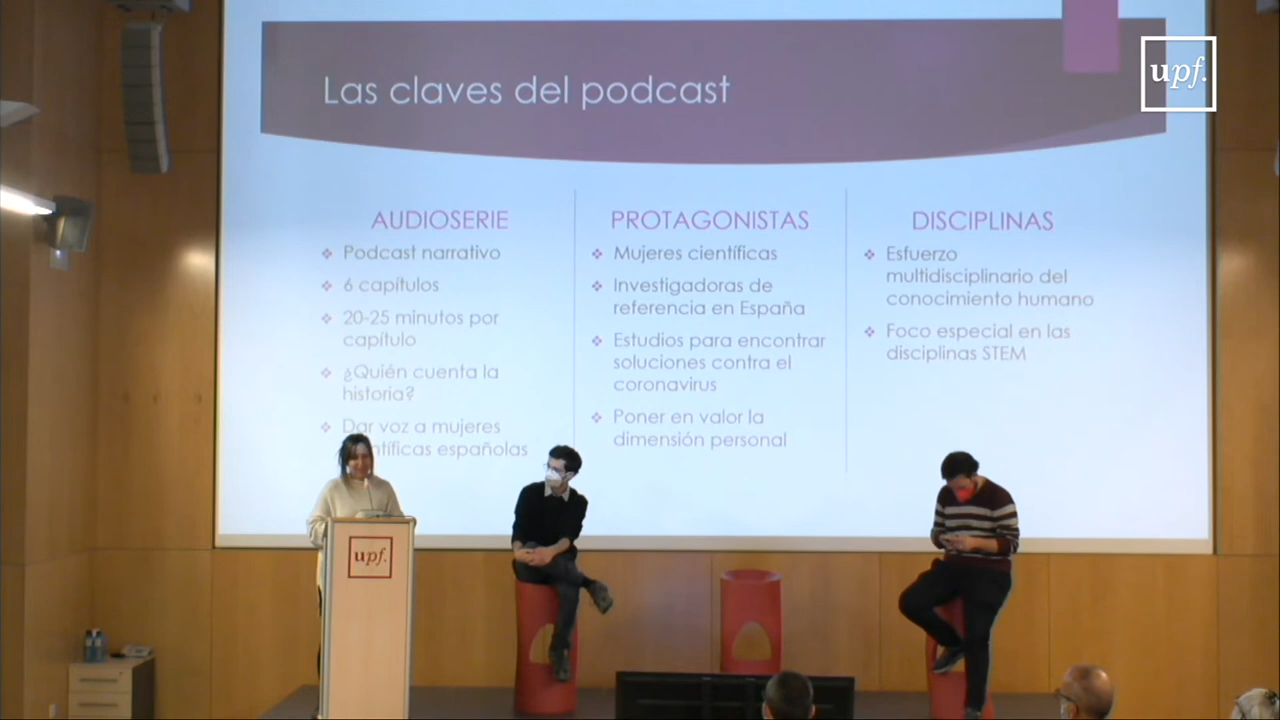 Las claves del podcast
upf.
AUDIOSERIE
Podcast narrativo
6 capítulos
20-25 minutos por
capítulo
¿Quién cuenta la
historia?
Dar voz a mujeres
científicas españolas
PROTAGONISTAS
Mujeres científicas
Investigadoras de
referencia en España
Estudios para encontrar
soluciones contra el
coronavirus
Poner en valor la
dimensión personal
DISCIPLINAS
Esfuerzo
multidisciplinario del
conocimiento humano
Foco especial en las
disciplinas STEM
upf.